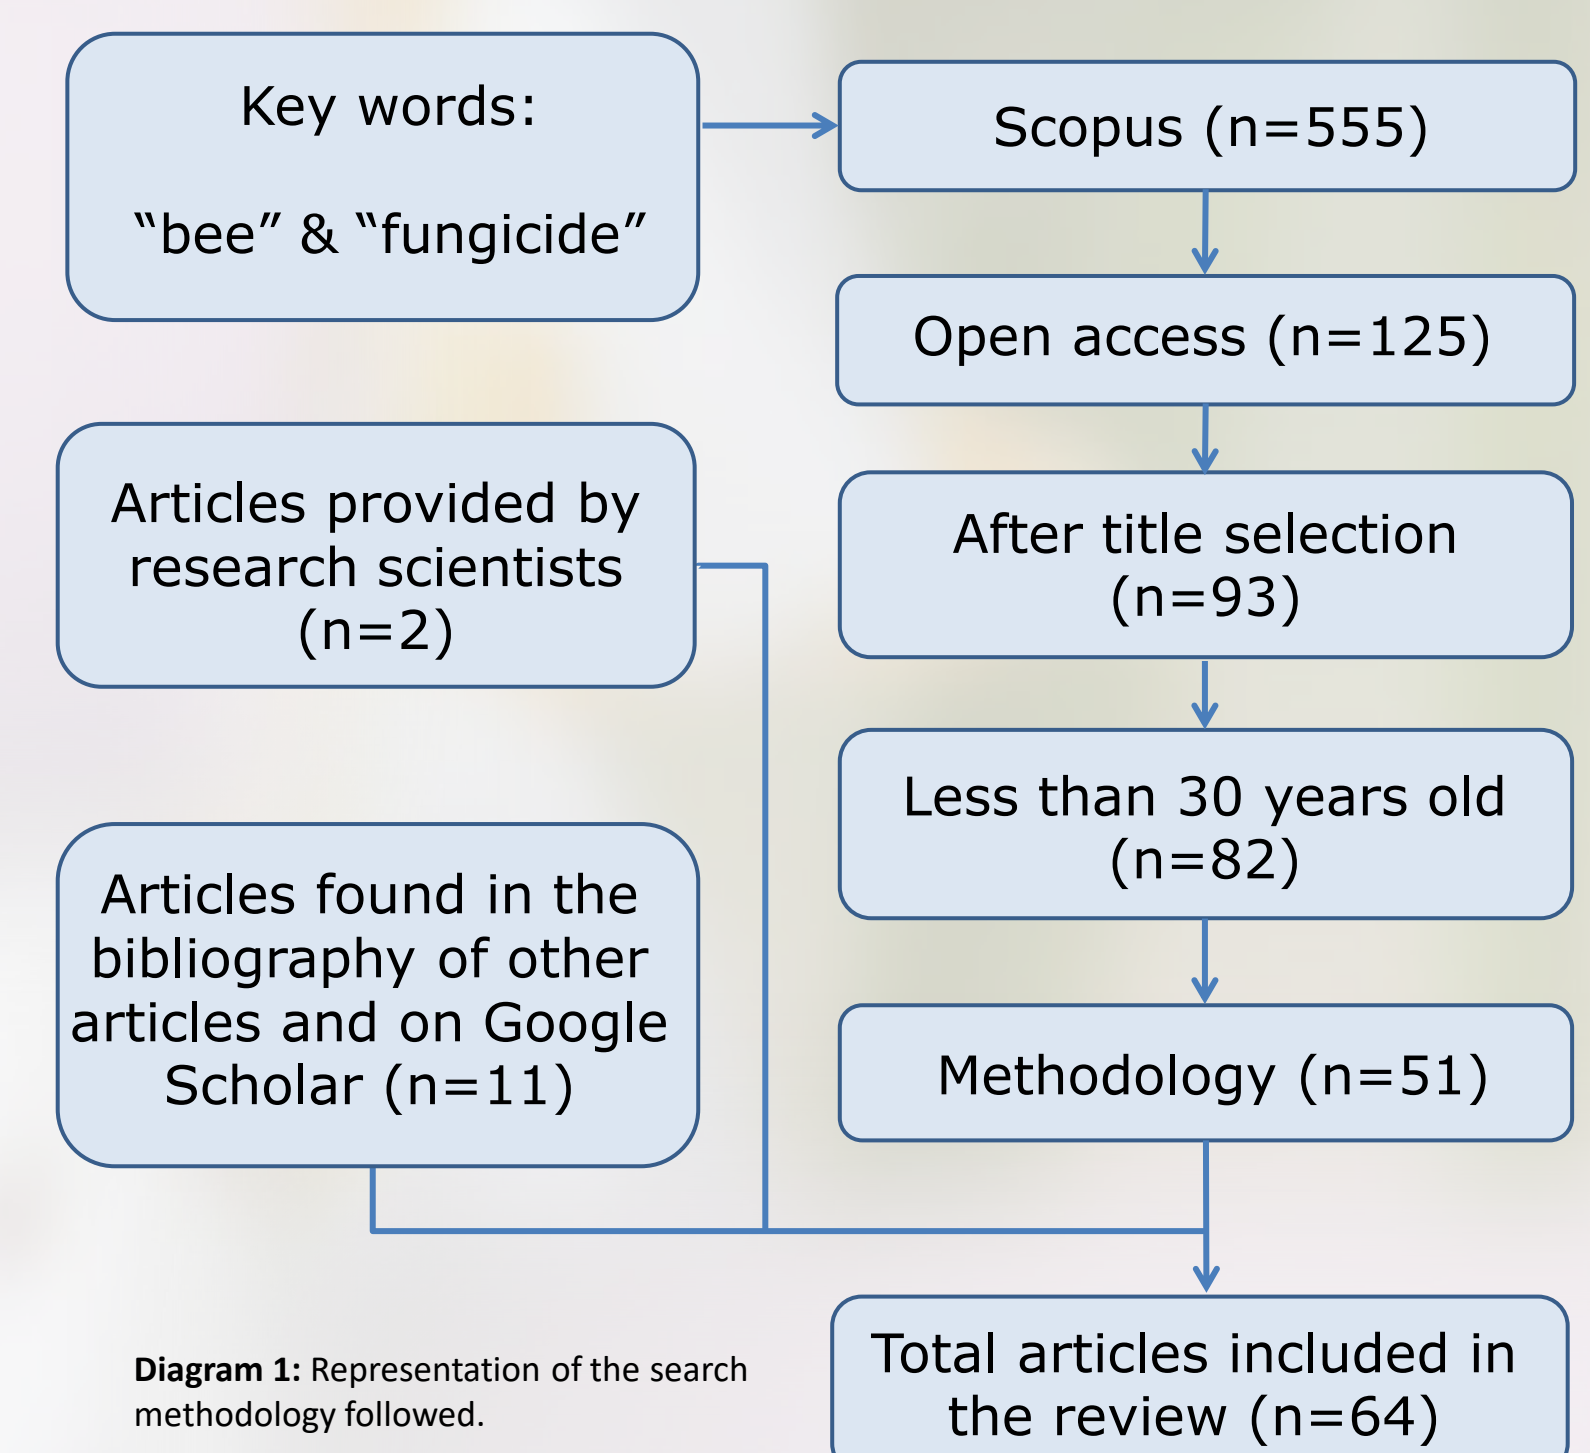 Key words:
“bee” & “fungicide”
Scopus (n=555)
Open access (n=125)
After title selection
(n=93)
Less than 30 years old
(n=82)
Methodology (n=51)
Articles provided by
research scientists
(n=2)
Articles found in the
bibliography of other
articles and on Google
Scholar (n=11)
Total articles included in
the review (n=64)
Diagram 1: Representation of the search
methodology followed.